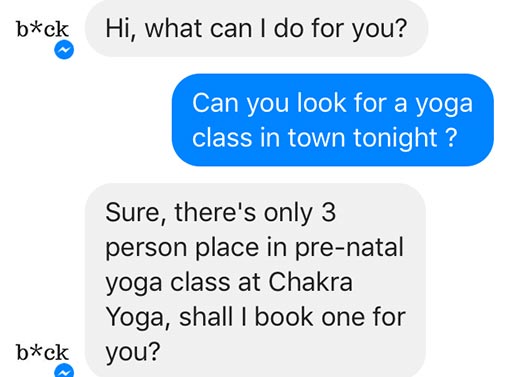 b*ck
Hi, what can I do for you?
Can you look for a yoga
class in town tonight ?
Sure, there's only 3
person place in pre-natal
yoga class at Chakra
Yoga, shall I book one for
you?
b*ck